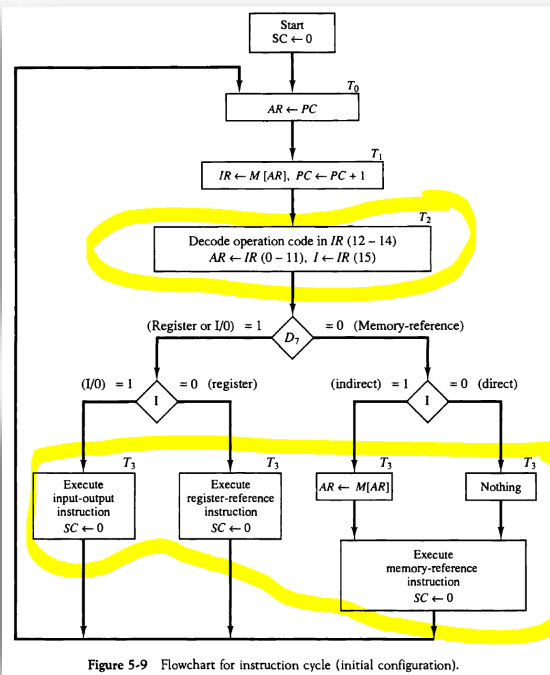 Start
SC ← 0
T0
AR ← PC
T1
IR ← M [AR], PC ← PC + 1
T2
Decode operation code in IR (12 – 14)
AR ← IR (0 – 11), I ← IR (15)
(Register or I/0) = 1
D7
= 0 (Memory-reference)
(I/0) = 1
I
= 0 (register)
(indirect) = 1
I
= 0 (direct)
T3
T3
T3
T3
Execute
input-output
instruction
SC ← 0
Execute
register-reference
instruction
SC ← 0
AR ← M[AR]
Nothing
Execute
memory-reference
instruction
SC ← 0
Figure 5-9 Flowchart for instruction cycle (initial configuration).